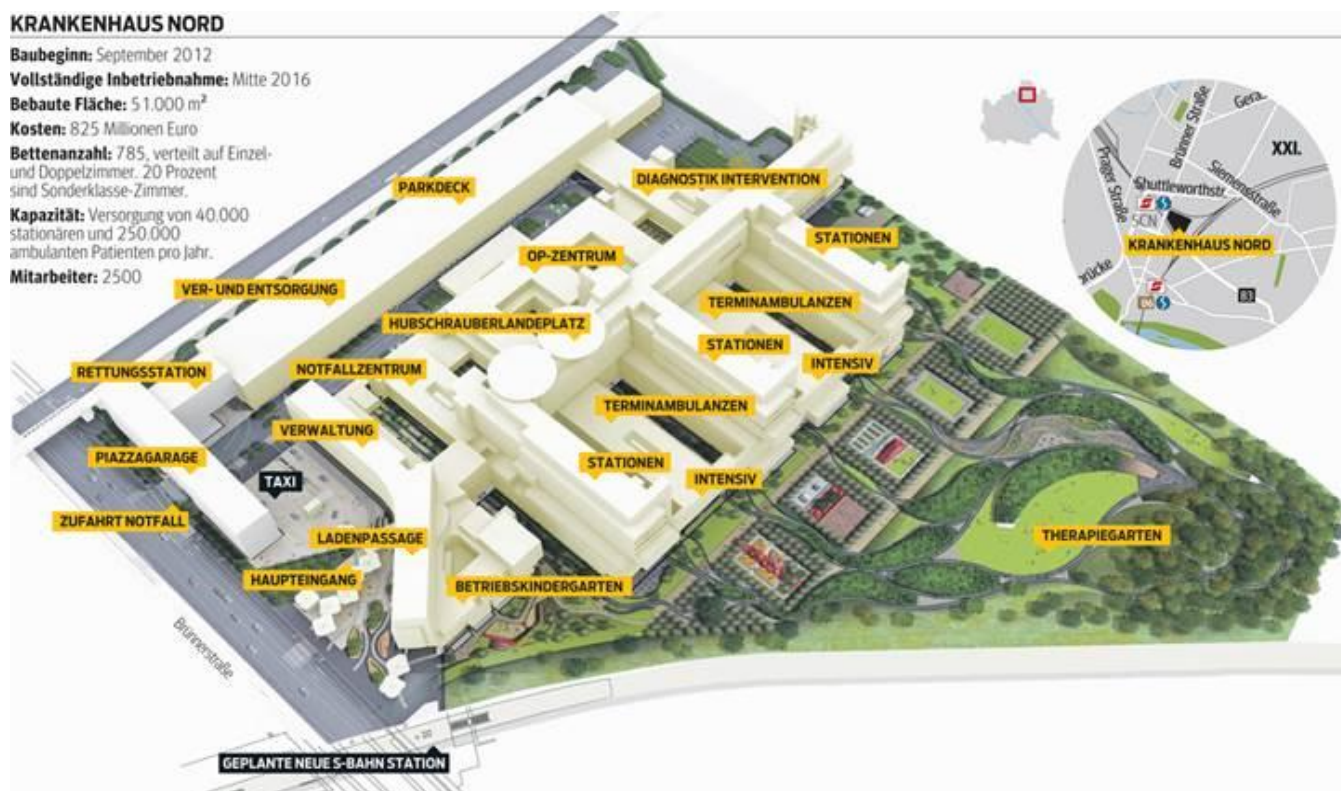 KRANKENHAUS NORD
Baubeginn: September 2012
Vollständige Inbetriebnahme: Mitte 2016
Bebaute Fläche: 51.000 m²
Kosten: 825 Millionen Euro
Bettenanzahl: 785, verteilt auf Einzel-
und Doppelzimmer. 20 Prozent
sind Sonderklasse-Zimmer.
Kapazität: Versorgung von 40.000
stationären und 250.000
ambulanten Patienten pro Jahr.
Mitarbeiter: 2500
PARKDECK
DIAGNOSTIK INTERVENTION
STATIONEN
OP-ZENTRUM
VER- UND ENTSORGUNG
TERMINAMBULANZEN
HUBSCHRAUBERLANDEPLATZ
STATIONEN
INTENSIV
RETTUNGSSTATION
NOTFALLZENTRUM
TERMINAMBULANZEN
VERWALTUNG
PIAZZAGARAGE
STATIONEN
INTENSIV
TAXI
ZUFAHRT NOTFALL
LADENPASSAGE
THERAPIEGARTEN
HAUPTEINGANG
BETRIEBSKINDERGARTEN
Brünnerstraße
GEPLANTE NEUE S-BAHN STATION
Gera.
Brünner Straße
XXI.
Prager Straße
Siemensstraße
Shuttleworthstr.
SCN
KRANKENHAUS NORD
brücke
U6
B3